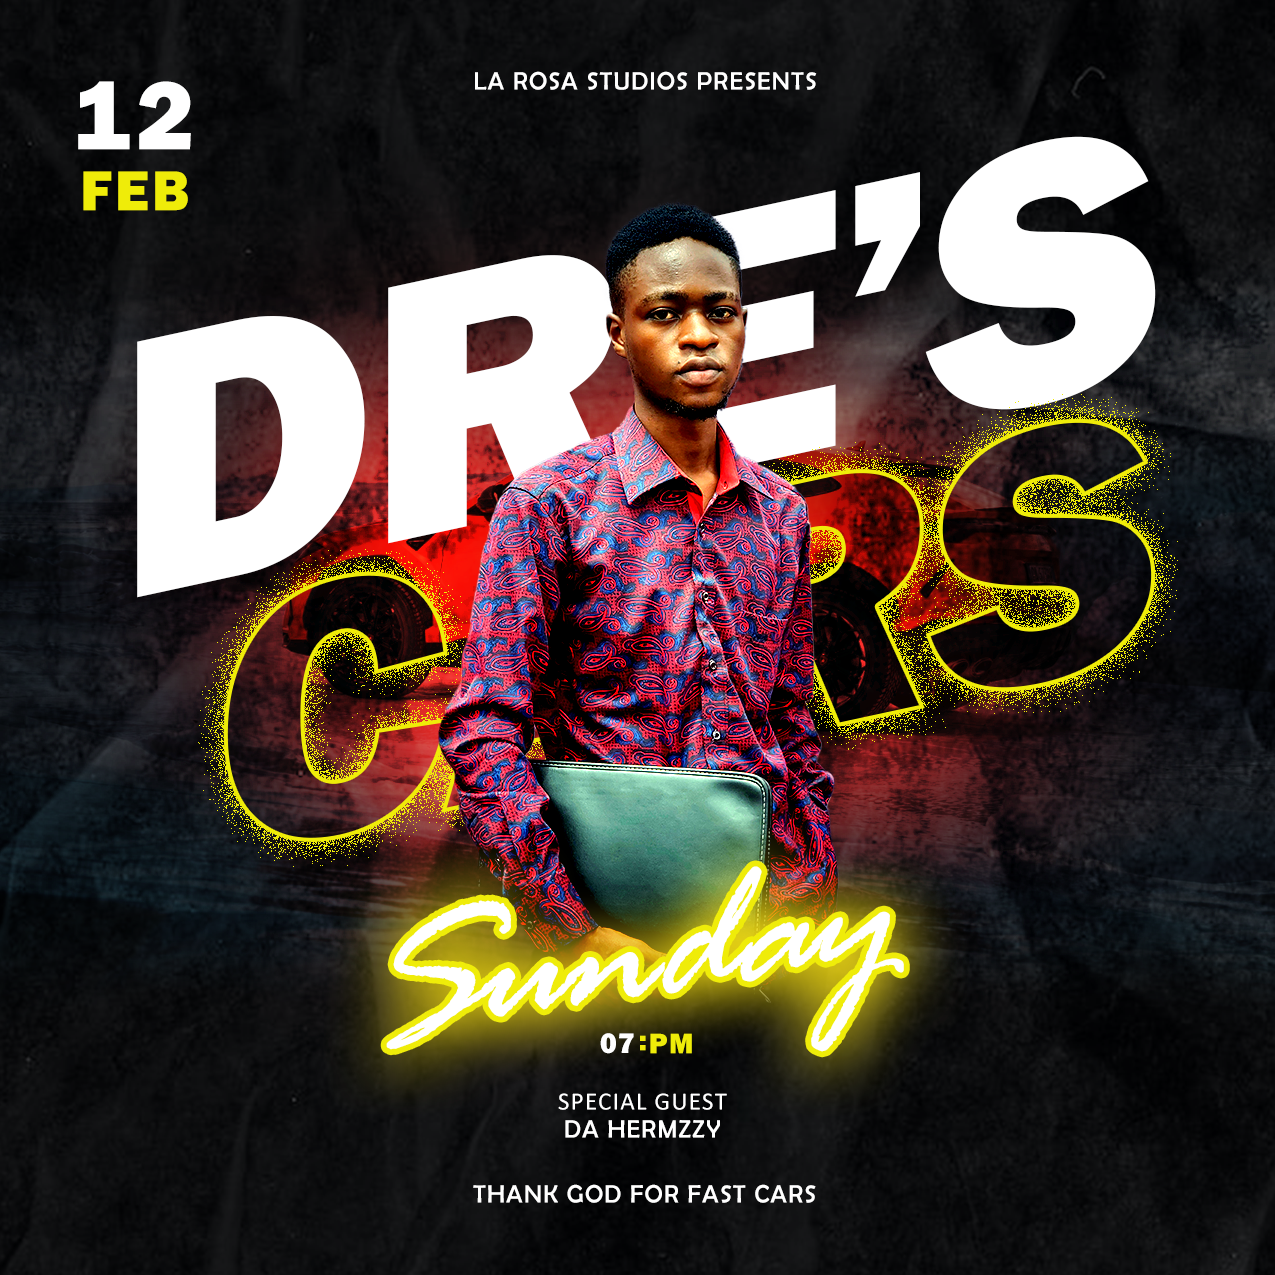 LA ROSA STUDIOS PRESENTS
12
FEB
DRE'S
CARS
Sunday
07:PM
SPECIAL GUEST
DA HERMZZY
THANK GOD FOR FAST CARS